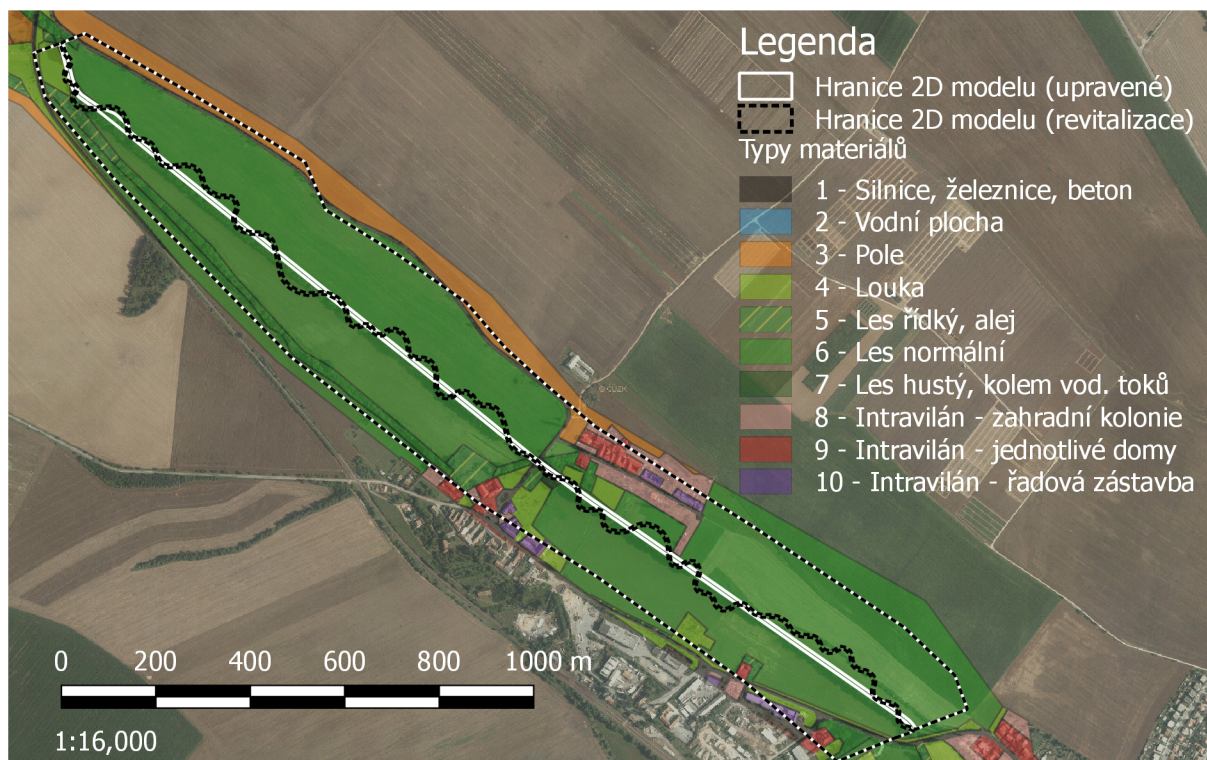 Legenda
Hranice 2D modelu (upravené)
Hranice 2D modelu (revitalizace)
Typy materiálů
1 - Silnice, železnice, beton
2 - Vodní plocha
3 - Pole
4 - Louka
5 - Les řídký, alej
6 - Les normální
7 - Les hustý, kolem vod. toků
8 - Intravilán - zahradní kolonie
9 - Intravilán - jednotlivé domy
10 - Intravilán - řadová zástavba
© ČÚZK
0 200 400 600 800 1000 m
1:16,000